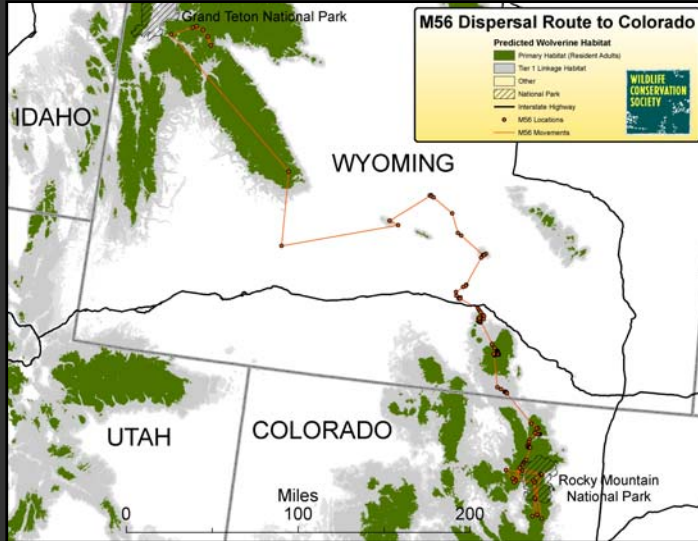 Grand Teton National Park
M56 Dispersal Route to Colorado
Predicted Wolverine Habitat
Primary Habitat (Resident Adults)
Tier 1 Linkage Habitat
Other
National Park
Interstate Highway
M56 Locations
M56 Movements
WILDLIFE
CONSERVATION
SOCIETY
IDAHO
WYOMING
UTAH
COLORADO
Rocky Mountain
National Park
Miles
0
100
200